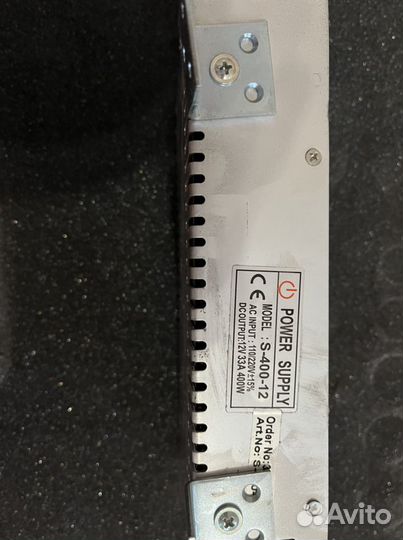 POWER SUPPLY
CE MODEL : S-400-12
AC INPUT : 110/220V±15%
DC OUTPUT:12V 33A 400W
Order No:
Art.No: S-
Avito